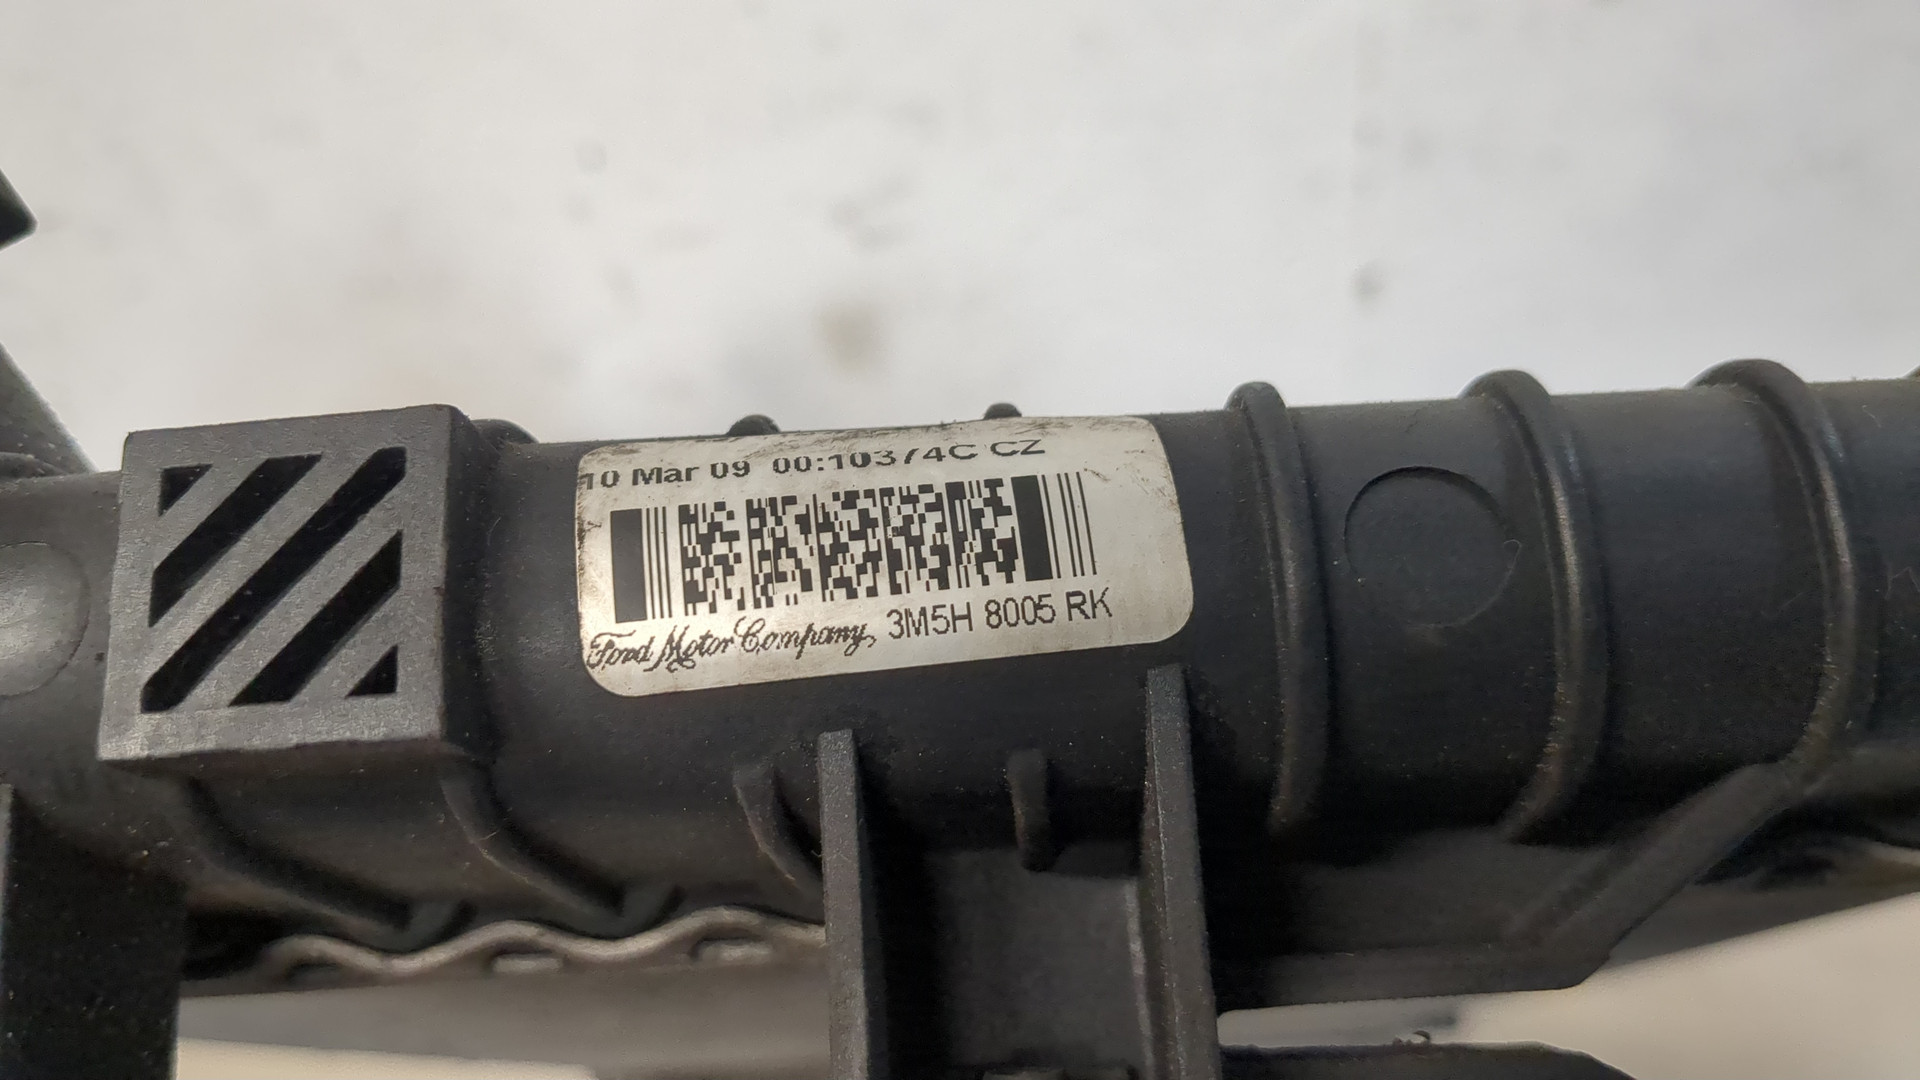 10 Mar 09 00:10374C CZ
Ford Motor Company, 3M5H 8005 RK